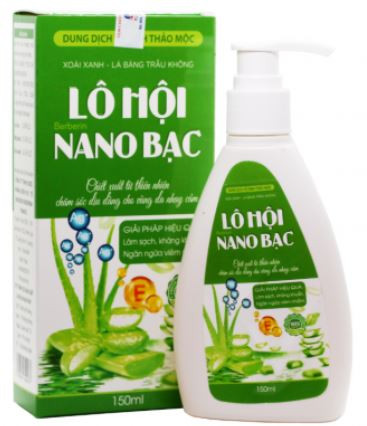 DUNG DỊCH THẢO MỘC
XOÀI XANH - LÁ BÀNG TRẦU KHÔNG
LÔ HỘI
Berberin
NANO BẠC
Chiết xuất từ thiên nhiên
chăm sóc dịu dàng cho vùng da nhạy cảm
GIẢI PHÁP HIỆU
Làm sạch, kháng
Ngăn ngừa viêm
Ag
E
150ml
LÔ HỘI
NANO BẠC
Chiết xuất từ thiên nhiên
chăm sóc dịu dàng cho vùng da nhạy cảm
GIẢI PHÁP HIỆU QUẢ
Làm sạch, kháng khuẩn
Ngăn ngừa viêm nhiễm
Ag
E
150ml